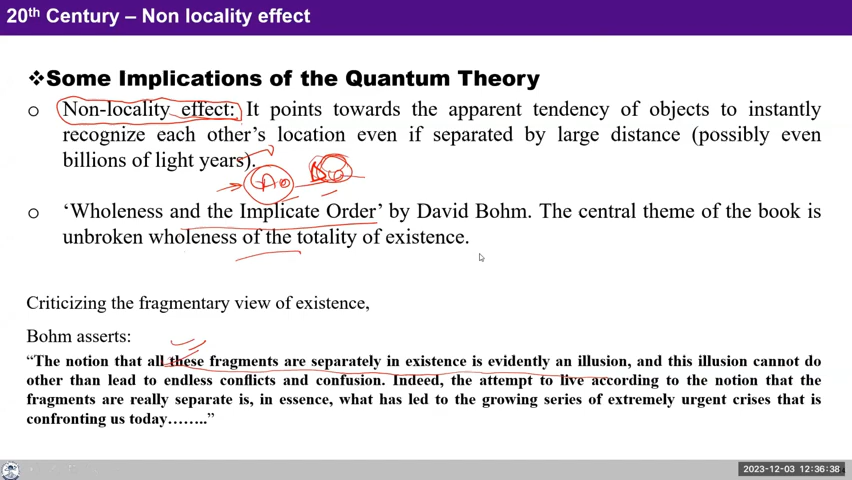 20th Century – Non locality effect
❖Some Implications of the Quantum Theory
o Non-locality effect: It points towards the apparent tendency of objects to instantly
recognize each other's location even if separated by large distance (possibly even
billions of light years).
A
o 'Wholeness and the Implicate Order' by David Bohm. The central theme of the book is
unbroken wholeness of the totality of existence.
Criticizing the fragmentary view of existence,
Bohm asserts:
“The notion that all these fragments are separately in existence is evidently an illusion, and this illusion cannot do
other than lead to endless conflicts and confusion. Indeed, the attempt to live according to the notion that the
fragments are really separate is, in essence, what has led to the growing series of extremely urgent crises that is
confronting us today……..”
2023-12-03 12:36:38